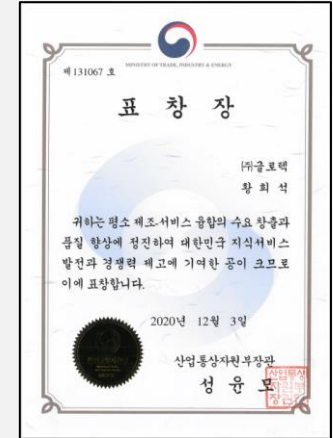 MINISTRY OF TRADE, INDUSTRY & ENERGY
제 131067 호
표 창 장
㈜글로텍
황 희 석
귀하는 평소 제조·서비스 융합의 수요 창출과
품질 향상에 정진하여 대한민국 지식서비스
발전과 경쟁력 제고에 기여한 공이 크므로
이에 표창합니다.
2020년 12월 3일
산업통상자원부장관
성 윤 모